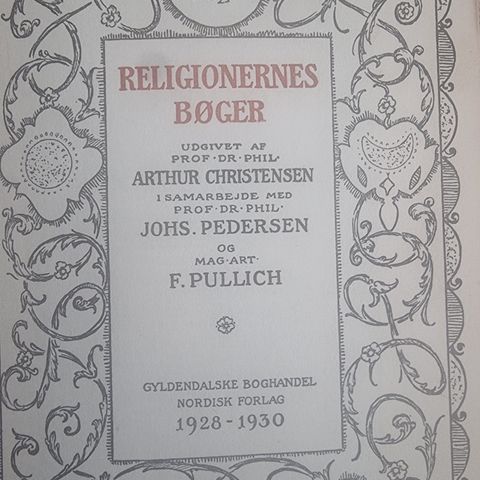 RELIGIONERNES
BØGER
UDGIVET AF
PROF·DR·PHIL·
ARTHUR CHRISTENSEN
I SAMARBEJDE MED
PROF·DR·PHIL·
JOHS. PEDERSEN
OG
MAG·ART·
F. PULLICH
GYLDENDALSKE BOGHANDEL
NORDISK FORLAG
1928-1930